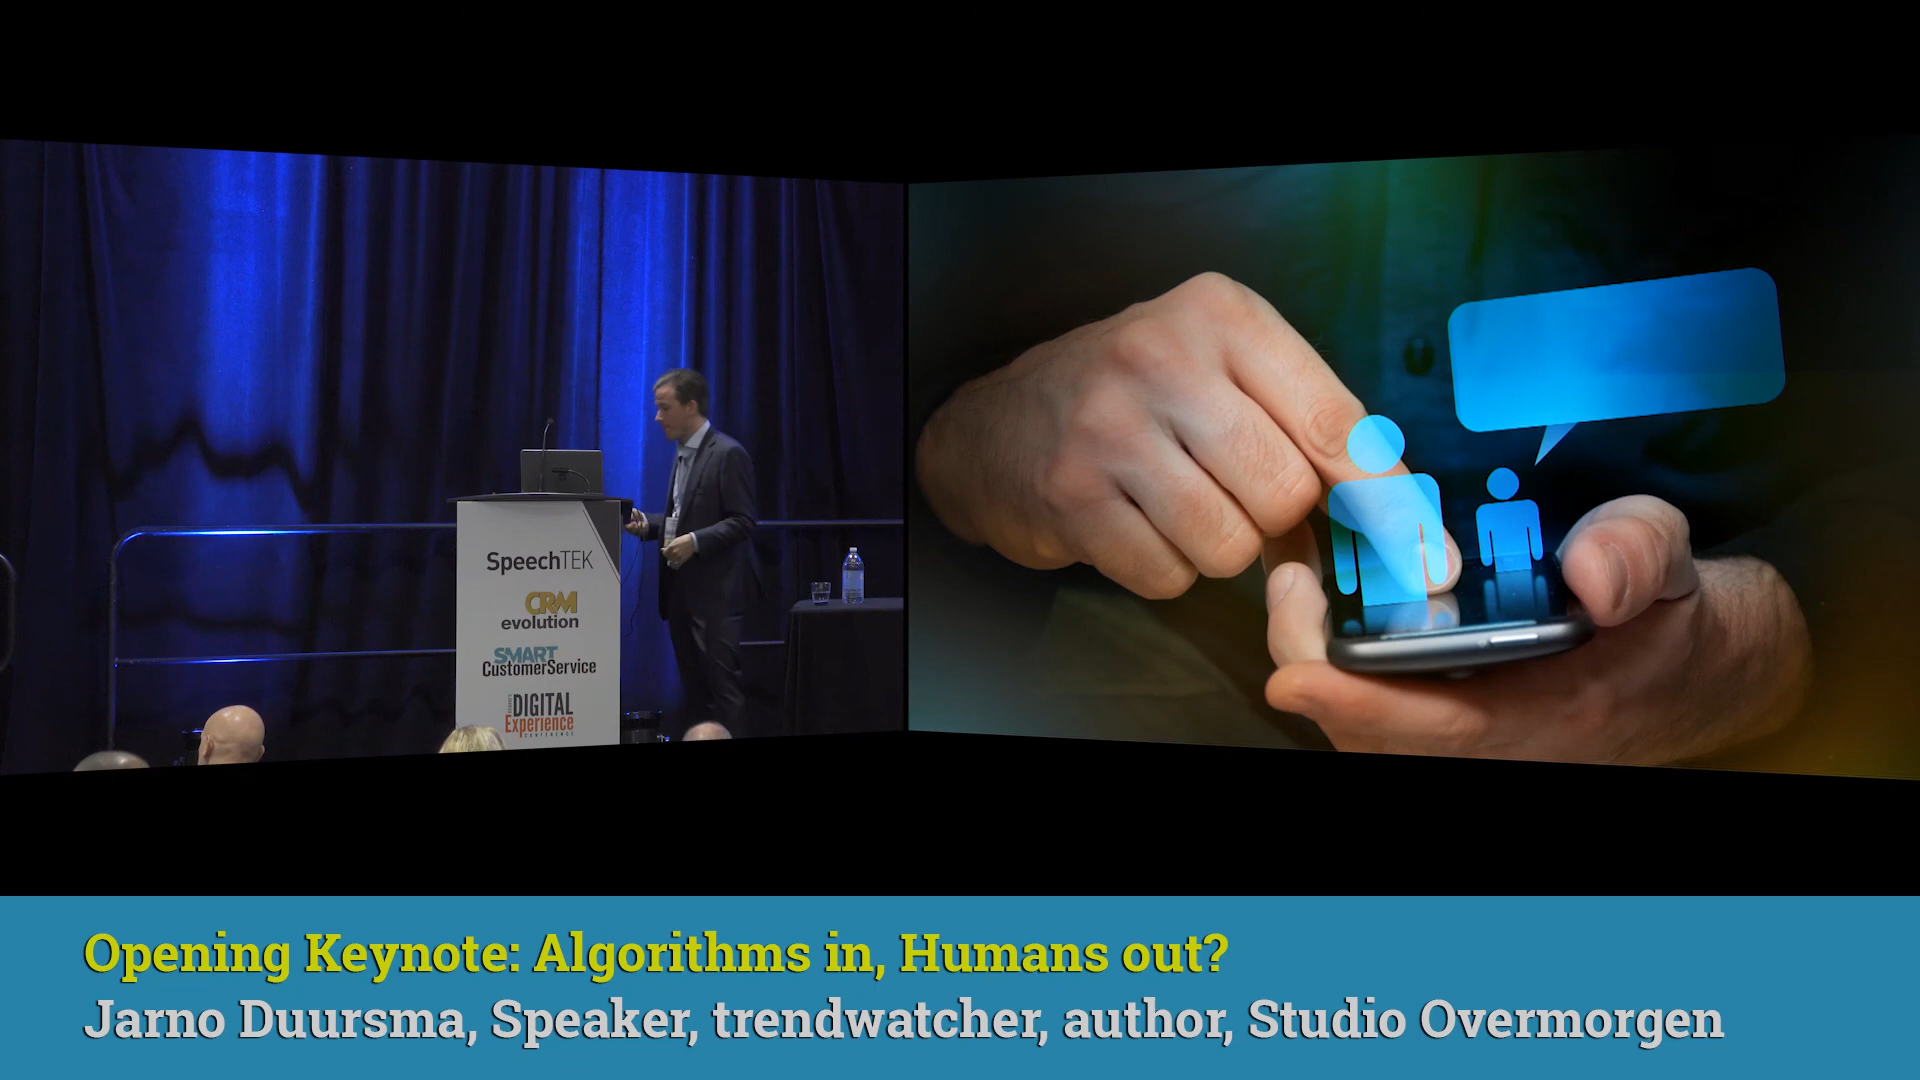 SpeechTEK
CRM
evolution
SMART
CustomerService
DIGITAL
Experience
CONFERENCE
Opening Keynote: Algorithms in, Humans out?
Jarno Duursma, Speaker, trendwatcher, author, Studio Overmorgen